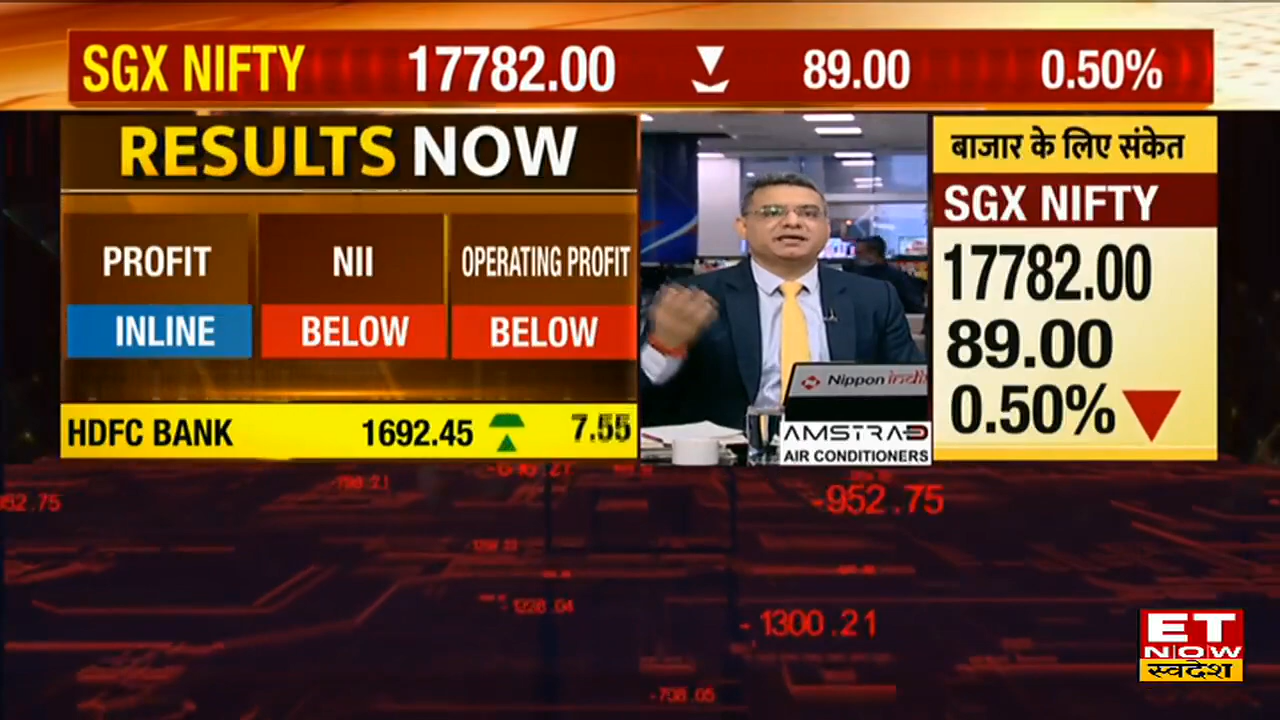 SGX NIFTY 17782.00 89.00 0.50%
RESULTS NOW
PROFIT NII OPERATING PROFIT
INLINE BELOW BELOW
HDFC BANK 1692.45 7.55
Nippon indi
AMSTRAD
AIR CONDITIONERS
बाजार के लिए संकेत
SGX NIFTY
17782.00
89.00
0.50%
-952.75
-1300.21
ET
NOW
स्वदेश